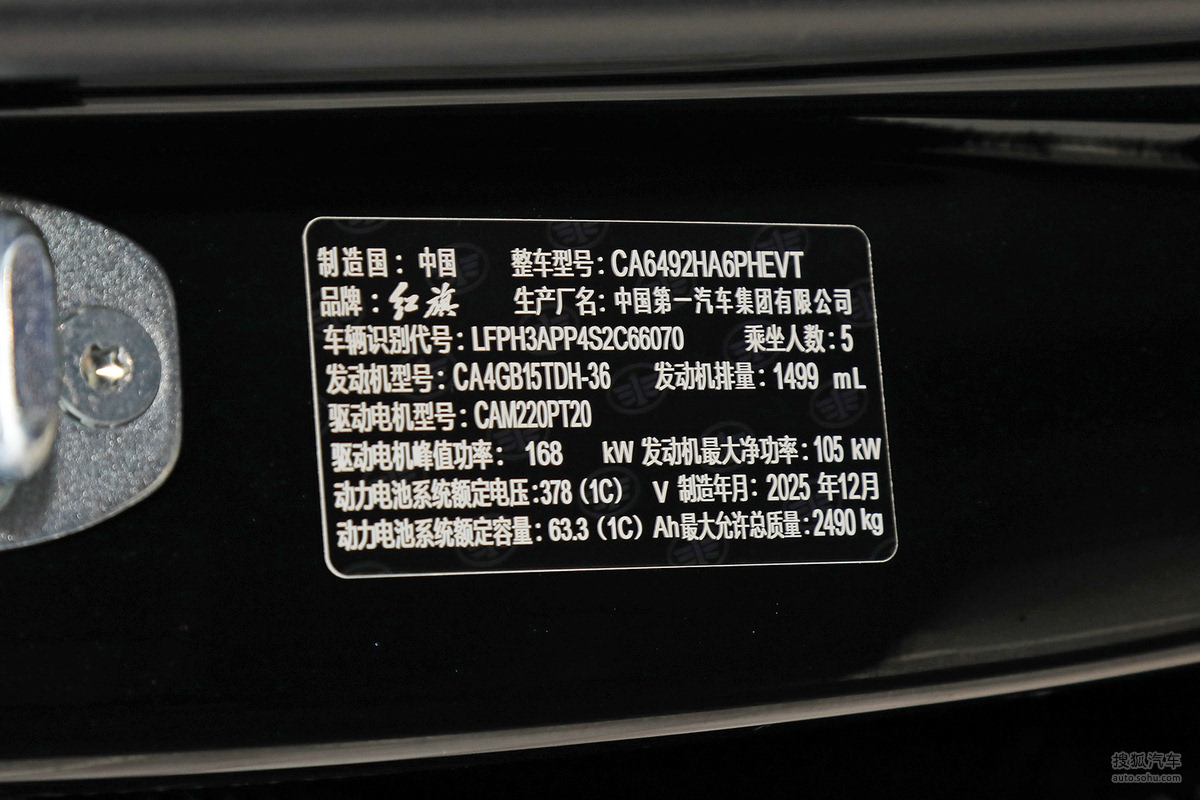 制造国：中国 整车型号：CA6492HA6PHEVT
品牌：红旗 生产厂名：中国第一汽车集团有限公司
车辆识别代号：LFPH3APP4S2C66070 乘坐人数：5
发动机型号：CA4GB15TDH-36 发动机排量：1499 mL
驱动电机型号：CAM220PT20
驱动电机峰值功率： 168 kW 发动机最大净功率：105 kW
动力电池系统额定电压：378（1C） V 制造年月：2025 年12月
动力电池系统额定容量：63.3（1C）Ah最大允许总质量：2490 kg
搜狐汽车
auto.sohu.com